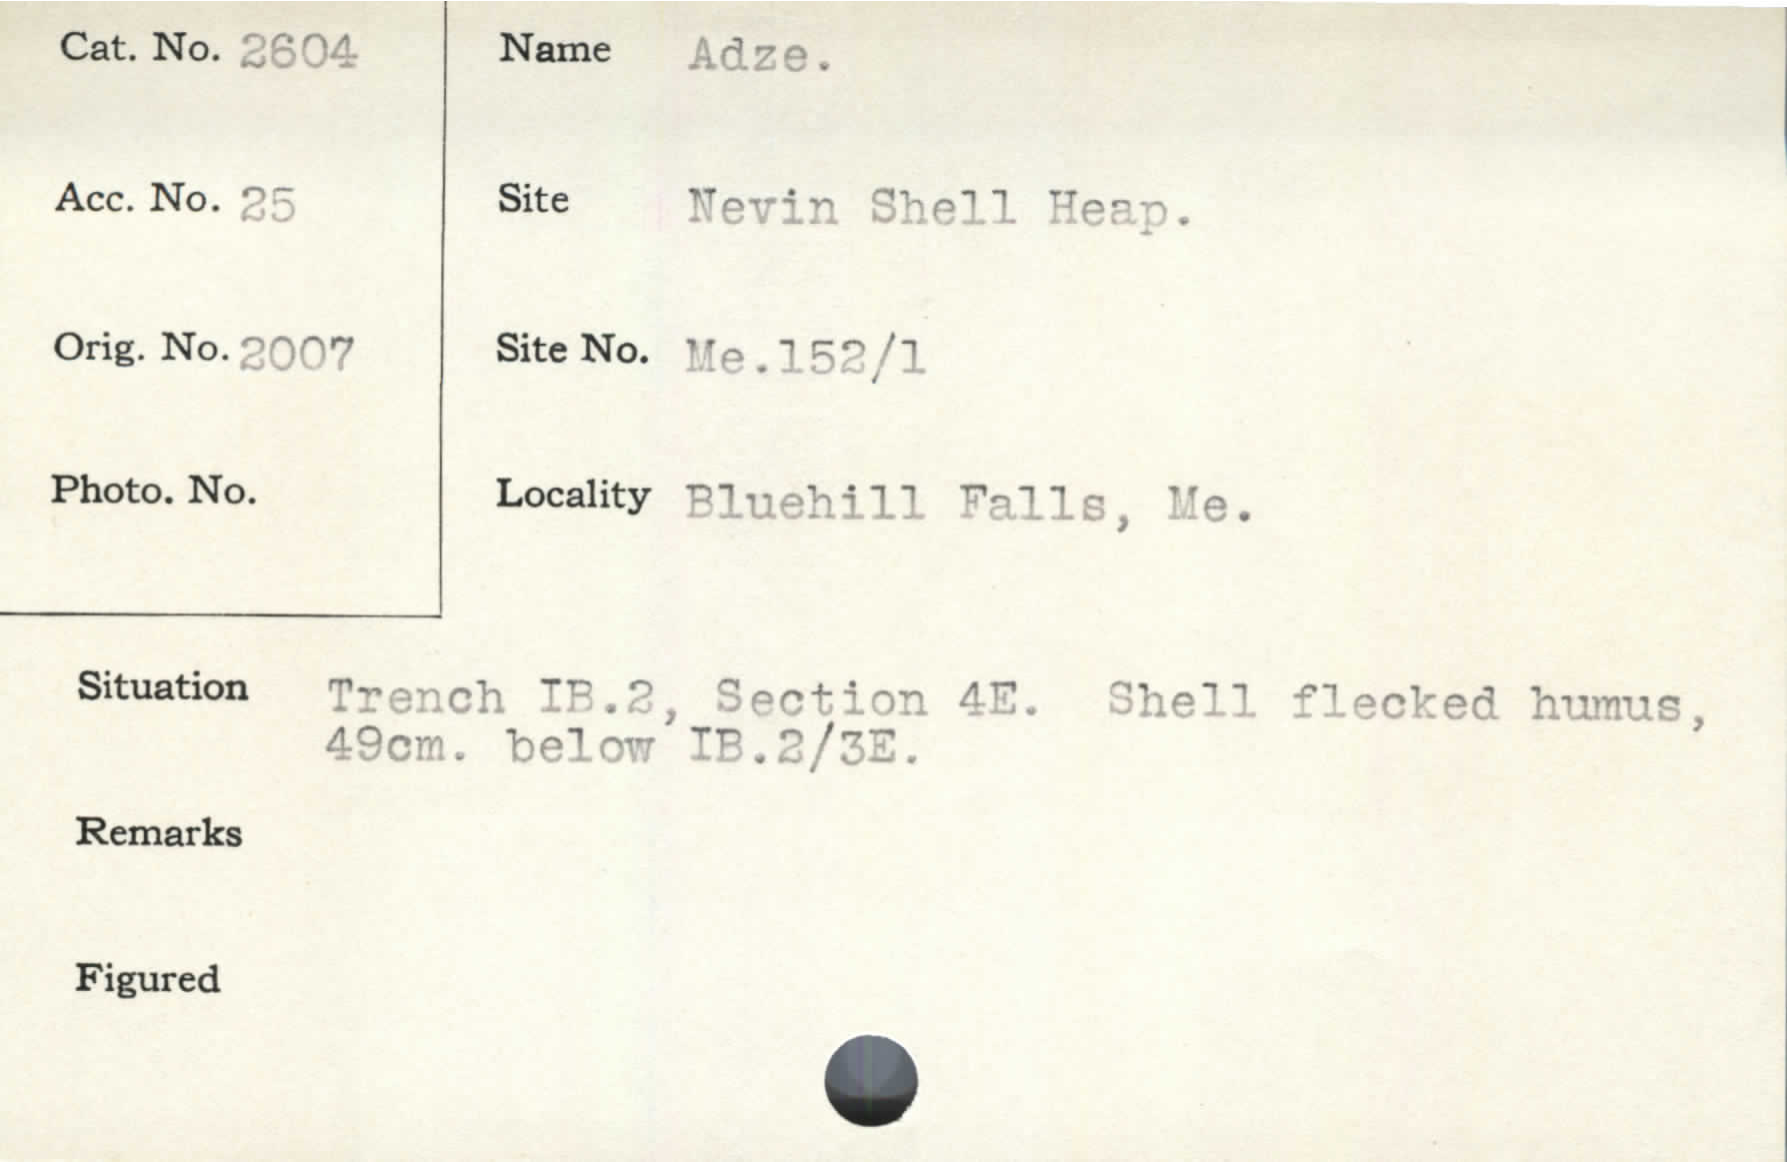 Cat. No. 2604
Acc. No. 25
Orig. No. 2007
Photo. No.
Name Adze.
Site Nevin Shell Heap.
Site No. Me.152/1
Locality Bluehill Falls, Me.
Situation Trench IB.2, Section 4E. Shell flecked humus,
49cm. below IB.2/3E.
Remarks
Figured